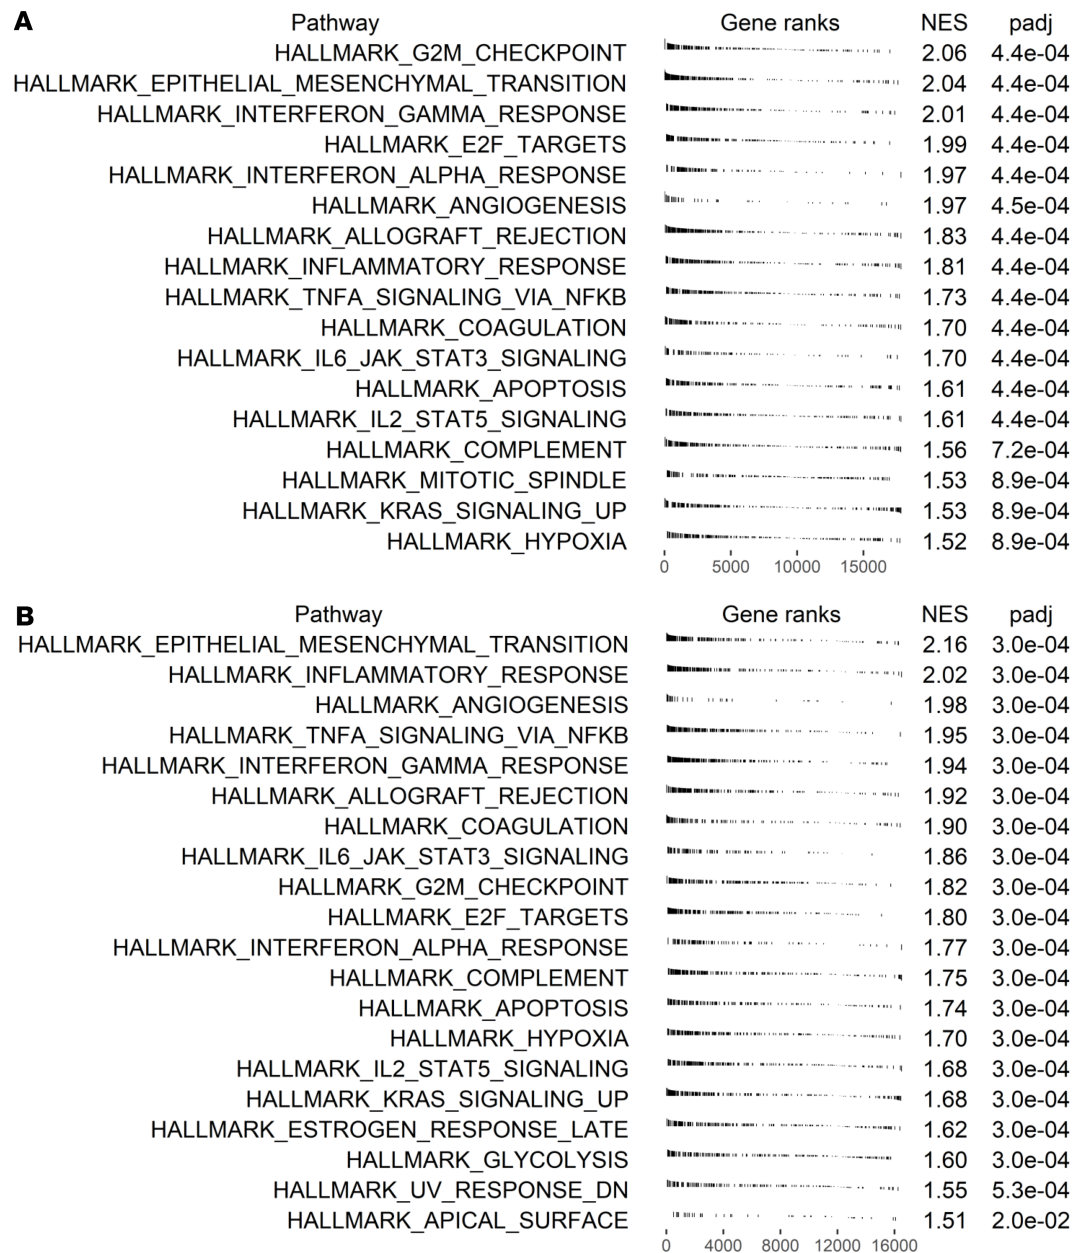 A Pathway Gene ranks NES padj
HALLMARK_G2M_CHECKPOINT 2.06 4.4e-04
HALLMARK_EPITHELIAL_MESENCHYMAL_TRANSITION 2.04 4.4e-04
HALLMARK_INTERFERON_GAMMA_RESPONSE 2.01 4.4e-04
HALLMARK_E2F_TARGETS 1.99 4.4e-04
HALLMARK_INTERFERON_ALPHA_RESPONSE 1.97 4.4e-04
HALLMARK_ANGIOGENESIS 1.97 4.5e-04
HALLMARK_ALLOGRAFT_REJECTION 1.83 4.4e-04
HALLMARK_INFLAMMATORY_RESPONSE 1.81 4.4e-04
HALLMARK_TNFA_SIGNALING_VIA_NFKB 1.73 4.4e-04
HALLMARK_COAGULATION 1.70 4.4e-04
HALLMARK_IL6_JAK_STAT3_SIGNALING 1.70 4.4e-04
HALLMARK_APOPTOSIS 1.61 4.4e-04
HALLMARK_IL2_STAT5_SIGNALING 1.61 4.4e-04
HALLMARK_COMPLEMENT 1.56 7.2e-04
HALLMARK_MITOTIC_SPINDLE 1.53 8.9e-04
HALLMARK_KRAS_SIGNALING_UP 1.53 8.9e-04
HALLMARK_HYPOXIA 1.52 8.9e-04
0 5000 10000 15000
B Pathway Gene ranks NES padj
HALLMARK_EPITHELIAL_MESENCHYMAL_TRANSITION 2.16 3.0e-04
HALLMARK_INFLAMMATORY_RESPONSE 2.02 3.0e-04
HALLMARK_ANGIOGENESIS 1.98 3.0e-04
HALLMARK_TNFA_SIGNALING_VIA_NFKB 1.95 3.0e-04
HALLMARK_INTERFERON_GAMMA_RESPONSE 1.94 3.0e-04
HALLMARK_ALLOGRAFT_REJECTION 1.92 3.0e-04
HALLMARK_COAGULATION 1.90 3.0e-04
HALLMARK_IL6_JAK_STAT3_SIGNALING 1.86 3.0e-04
HALLMARK_G2M_CHECKPOINT 1.82 3.0e-04
HALLMARK_E2F_TARGETS 1.80 3.0e-04
HALLMARK_INTERFERON_ALPHA_RESPONSE 1.77 3.0e-04
HALLMARK_COMPLEMENT 1.75 3.0e-04
HALLMARK_APOPTOSIS 1.74 3.0e-04
HALLMARK_HYPOXIA 1.70 3.0e-04
HALLMARK_IL2_STAT5_SIGNALING 1.68 3.0e-04
HALLMARK_KRAS_SIGNALING_UP 1.68 3.0e-04
HALLMARK_ESTROGEN_RESPONSE_LATE 1.62 3.0e-04
HALLMARK_GLYCOLYSIS 1.60 3.0e-04
HALLMARK_UV_RESPONSE_DN 1.55 5.3e-04
HALLMARK_APICAL_SURFACE 1.51 2.0e-02
0 4000 8000 12000 16000